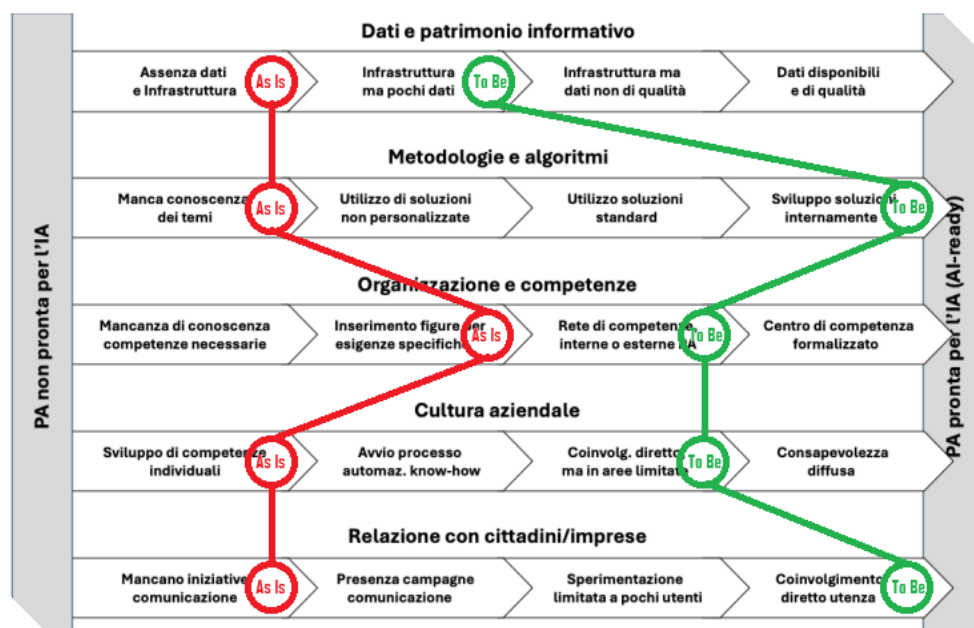 Dati e patrimonio informativo
Assenza dati
e Infrastruttura
As Is
Infrastruttura
ma pochi dati
To Be
Infrastruttura ma
dati non di qualità
Dati disponibili
e di qualità
Metodologie e algoritmi
Manca conoscenza
dei temi
As Is
Utilizzo di soluzioni
non personalizzate
Utilizzo soluzioni
standard
Sviluppo soluzioni
internamente
To Be
Organizzazione e competenze
Mancanza di conoscenza
competenze necessarie
Inserimento figure per
esigenze specifiche
As Is
Rete di competenze
interne o esterne PA
To Be
Centro di competenza
formalizzato
Cultura aziendale
Sviluppo di competenze
individuali
As Is
Avvio processo
automaz. know-how
Coinvolg. diretto
ma in aree limitate
To Be
Consapevolezza
diffusa
Relazione con cittadini/imprese
Mancano iniziative
comunicazione
As Is
Presenza campagne
comunicazione
Sperimentazione
limitata a pochi utenti
Coinvolgimento
diretto utenza
To Be
PA non pronta per l'IA
PA pronta per l'IA (AI-ready)